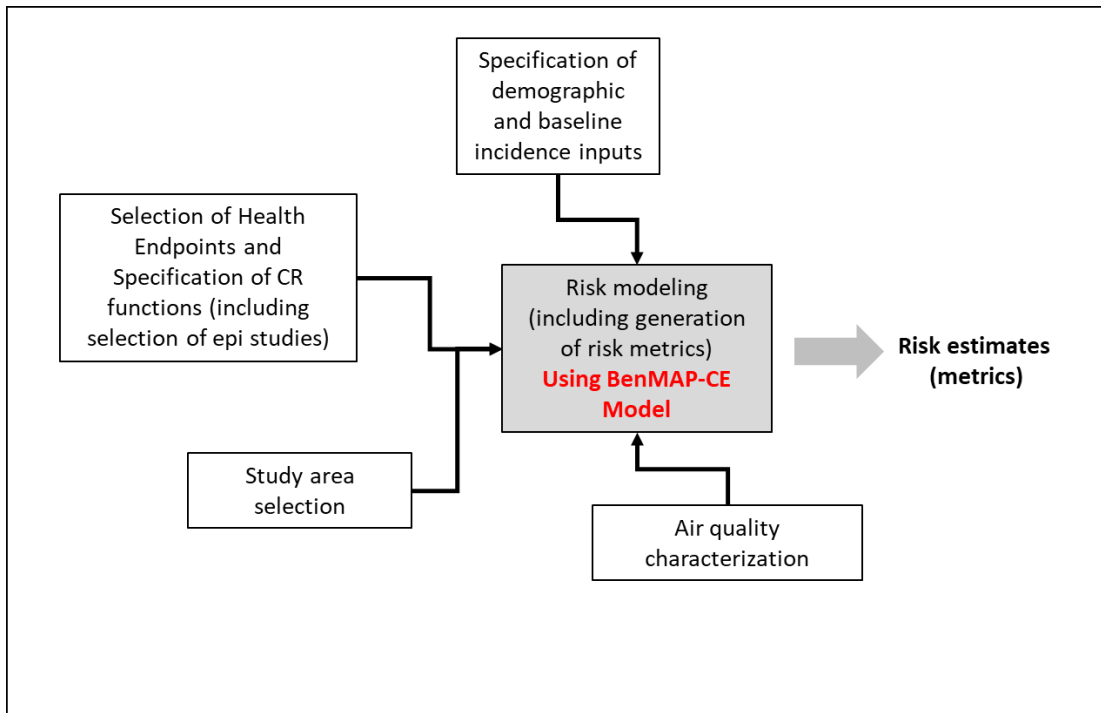 Specification of
demographic
and baseline
incidence inputs
Selection of Health
Endpoints and
Specification of CR
functions (including
selection of epi studies)
Risk modeling
(including generation
of risk metrics)
Using BenMAP-CE
Model
Risk estimates
(metrics)
Study area
selection
Air quality
characterization